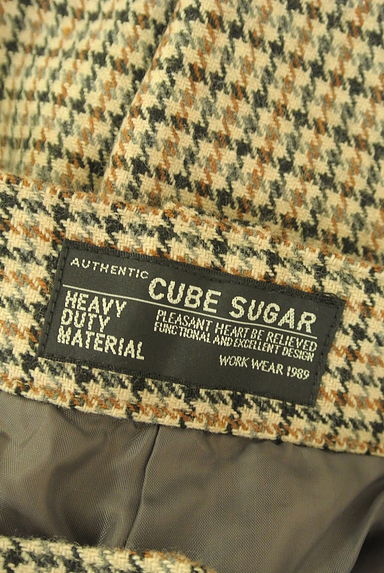 AUTHENTIC
CUBE SUGAR
HEAVY
DUTY
MATERIAL
PLEASANT HEART BE RELIEVED
FUNCTIONAL AND EXCELLENT DESIGN
WORK WEAR 1989